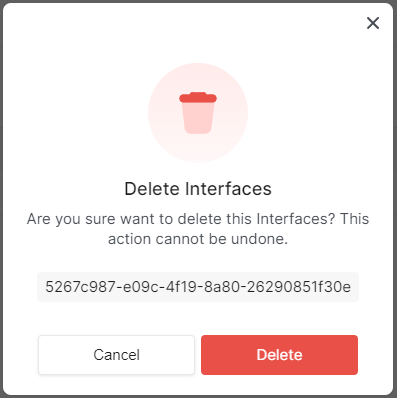 Delete Interfaces
Are you sure want to delete this Interfaces? This
action cannot be undone.
5267c987-e09c-4f19-8a80-26290851f30e
Cancel
Delete